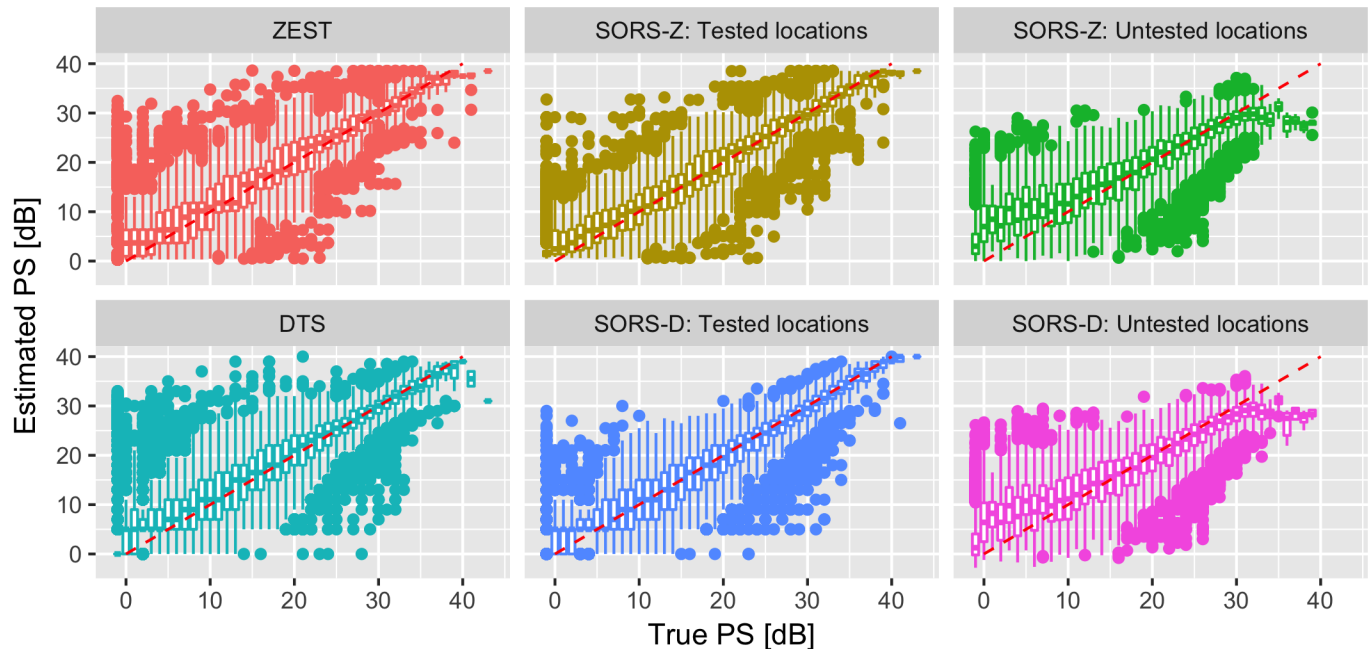 ZEST
SORS-Z: Tested locations
SORS-Z: Untested locations
40
30
20
10
0
DTS
SORS-D: Tested locations
SORS-D: Untested locations
40
30
20
10
0
0 10 20 30 40
0 10 20 30 40
0 10 20 30 40
Estimated PS [dB]
True PS [dB]